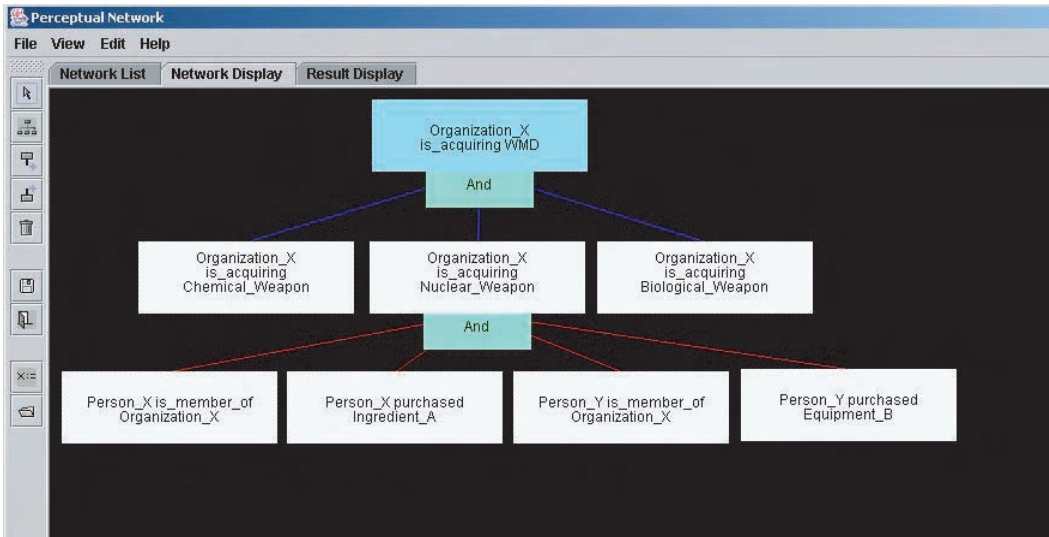 Perceptual Network
File View Edit Help
Network List Network Display Result Display
Organization_X
is_acquiring WMD
And
Organization_X
is_acquiring
Chemical_Weapon
Organization_X
is_acquiring
Nuclear_Weapon
Organization_X
is_acquiring
Biological_Weapon
And
Person_X is_member_of
Organization_X
Person_X purchased
Ingredient_A
Person_Y is_member_of
Organization_X
Person_Y purchased
Equipment_B
X:=